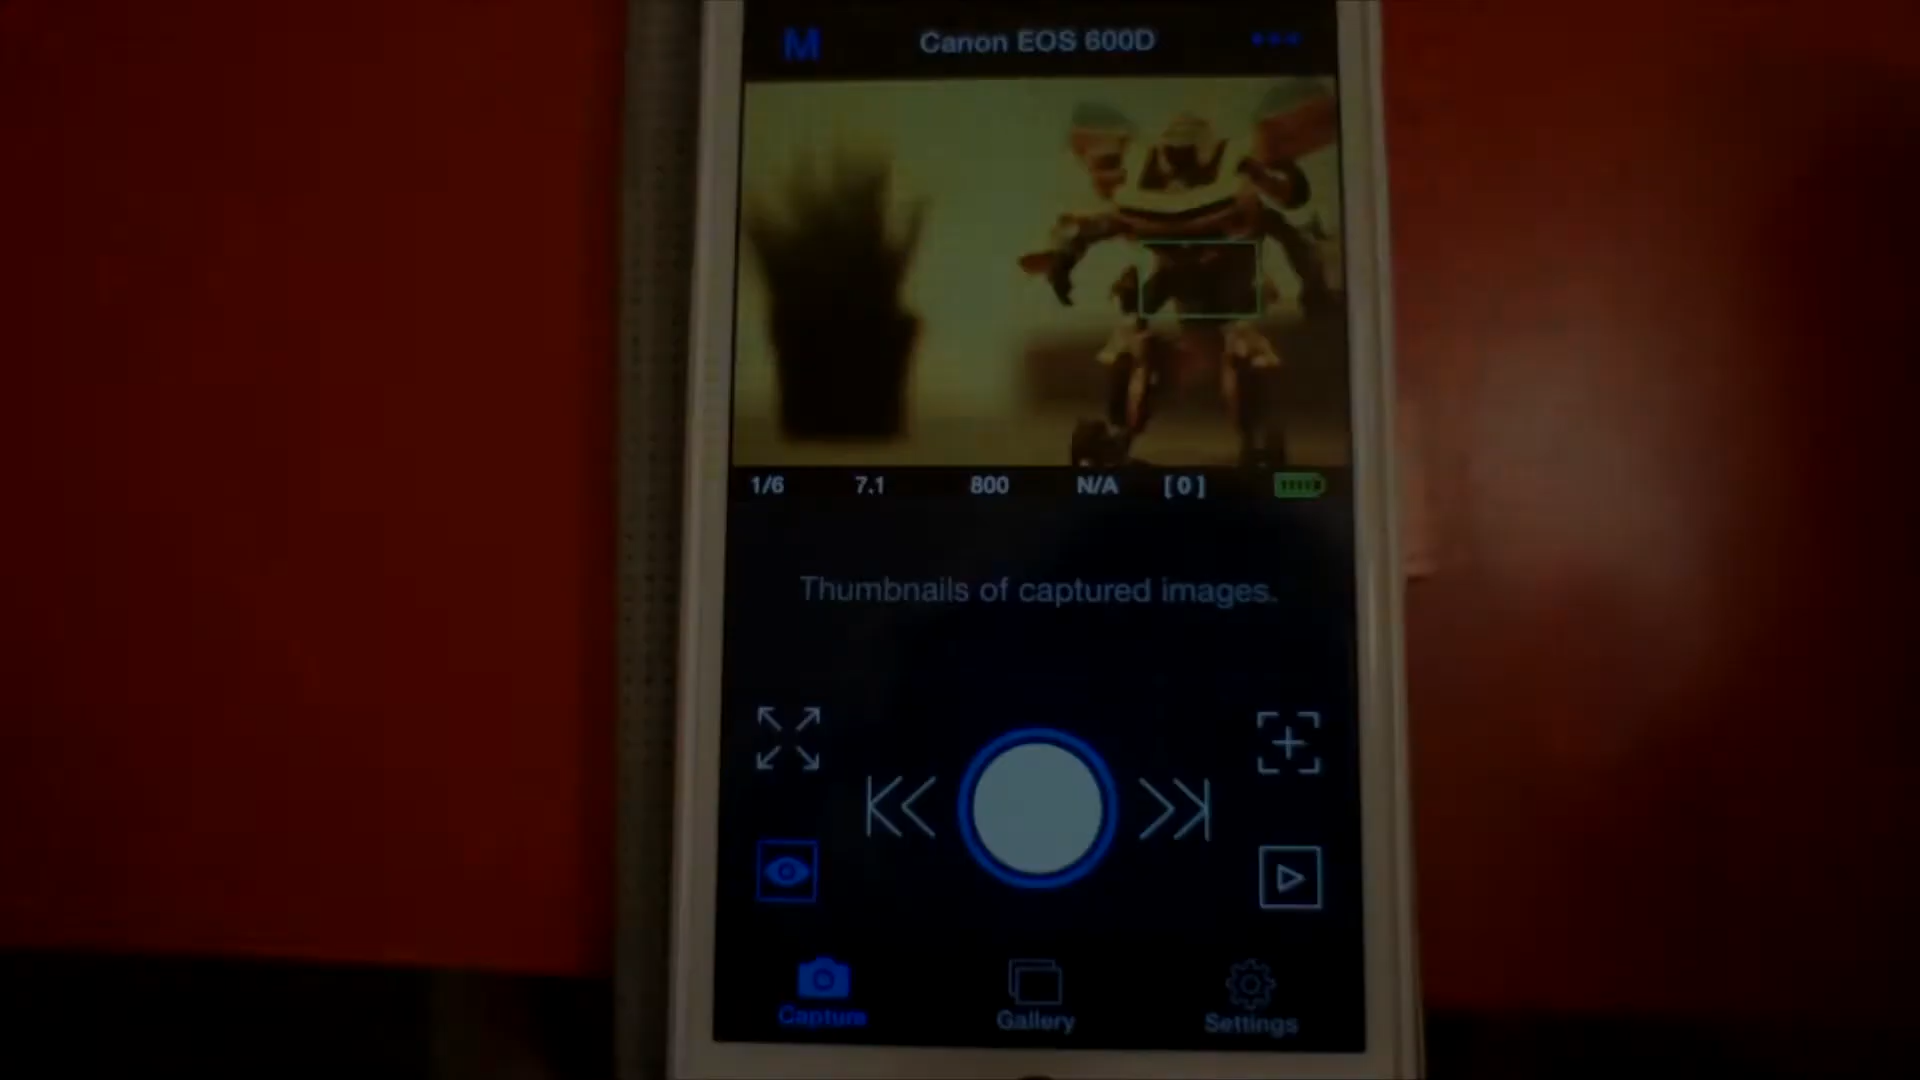 M Canon EOS 600D
1/6 7.1 800 N/A [ 0 ]
Thumbnails of captured images.
Capture Gallery Settings